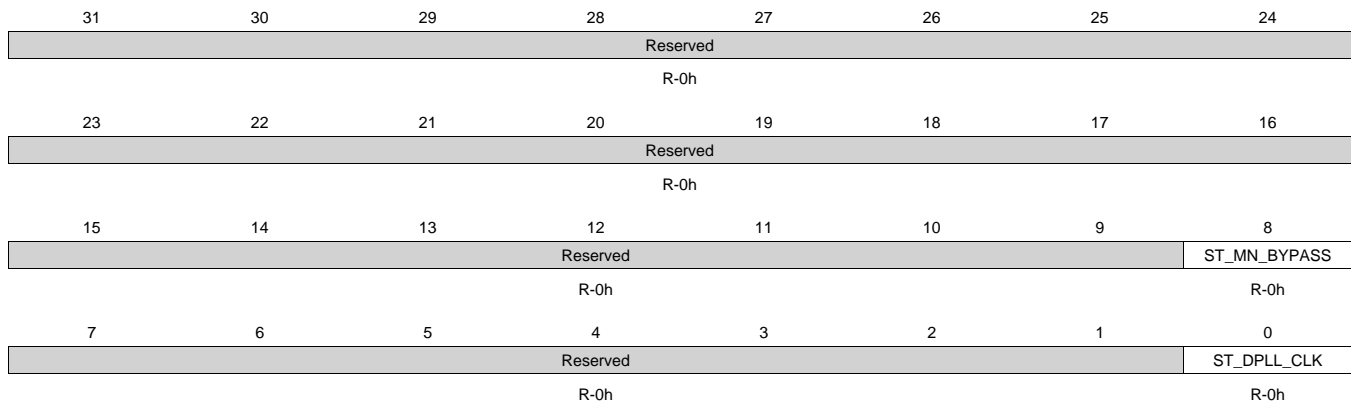 31 30 29 28 27 26 25 24
Reserved
R-0h
23 22 21 20 19 18 17 16
Reserved
R-0h
15 14 13 12 11 10 9 8
Reserved ST_MN_BYPASS
R-0h R-0h
7 6 5 4 3 2 1 0
Reserved ST_DPLL_CLK
R-0h R-0h